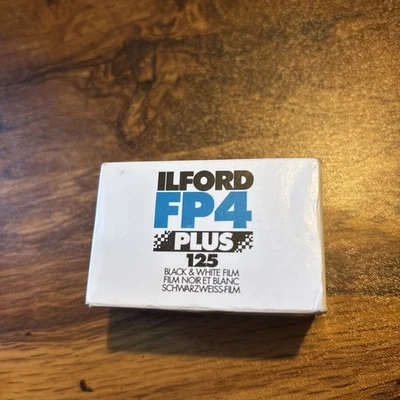 ILFORD
FP4
PLUS
125
BLACK & WHITE FILM
FILM NOIR ET BLANC
SCHWARZWEISS-FILM